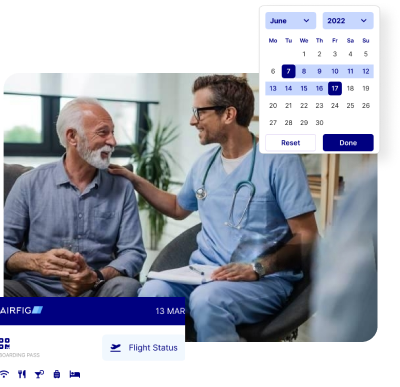 June 2022
Mo Tu We Th Fr Sa Su
1 2 3 4 5
6 7 8 9 10 11 12
13 14 15 16 17 18 19
20 21 22 23 24 25 26
27 28 29 30
Reset Done
AIRFIG 13 MAR
BOARDING PASS
Flight Status